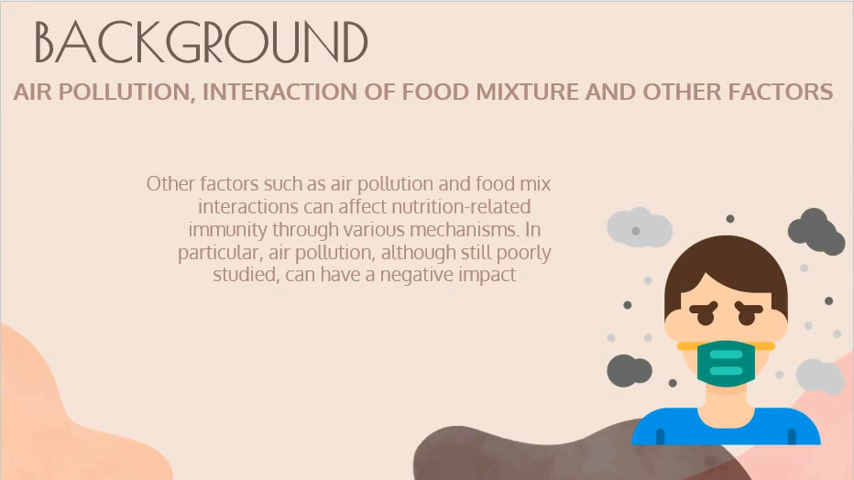 BACKGROUND
AIR POLLUTION, INTERACTION OF FOOD MIXTURE AND OTHER FACTORS
Other factors such as air pollution and food mix
interactions can affect nutrition-related
immunity through various mechanisms. In
particular, air pollution, although still poorly
studied, can have a negative impact